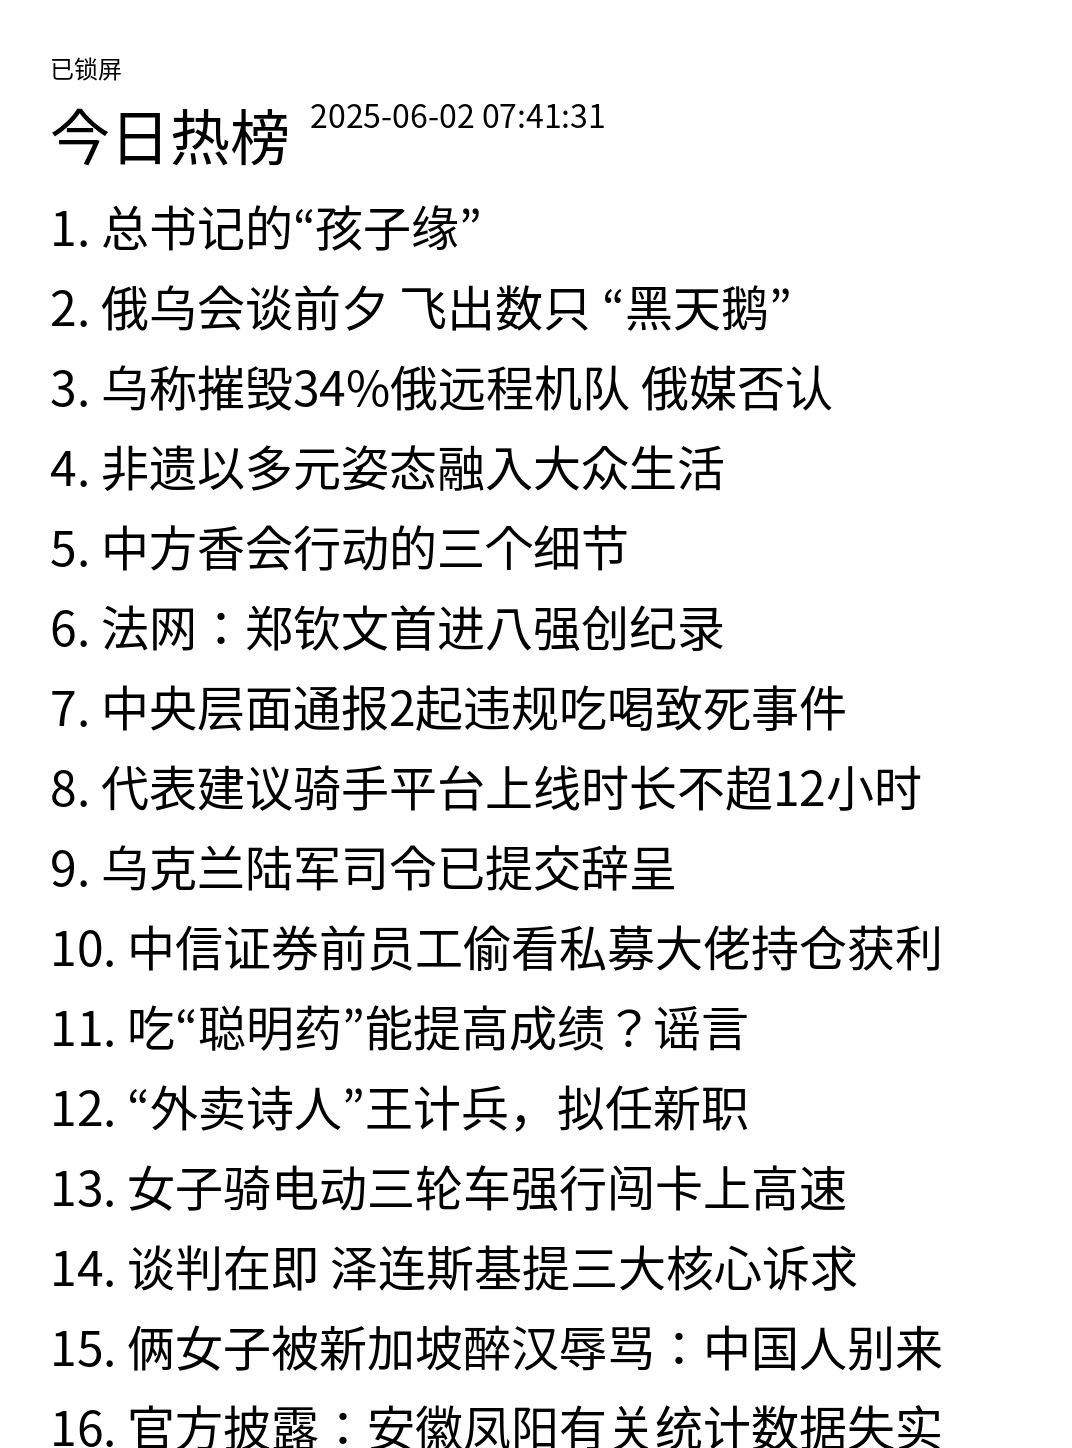 已锁屏
今日热榜 2025-06-02 07:41:31
1. 总书记的“孩子缘”
2. 俄乌会谈前夕 飞出数只 “黑天鹅”
3. 乌称摧毁34%俄远程机队 俄媒否认
4. 非遗以多元姿态融入大众生活
5. 中方香会行动的三个细节
6. 法网：郑钦文首进八强创纪录
7. 中央层面通报2起违规吃喝致死事件
8. 代表建议骑手平台上线时长不超12小时
9. 乌克兰陆军司令已提交辞呈
10. 中信证券前员工偷看私募大佬持仓获利
11. 吃“聪明药”能提高成绩？谣言
12. “外卖诗人”王计兵，拟任新职
13. 女子骑电动三轮车强行闯卡上高速
14. 谈判在即 泽连斯基提三大核心诉求
15. 俩女子被新加坡醉汉辱骂：中国人别来
16. 官方披露：安徽凤阳有关统计数据失实